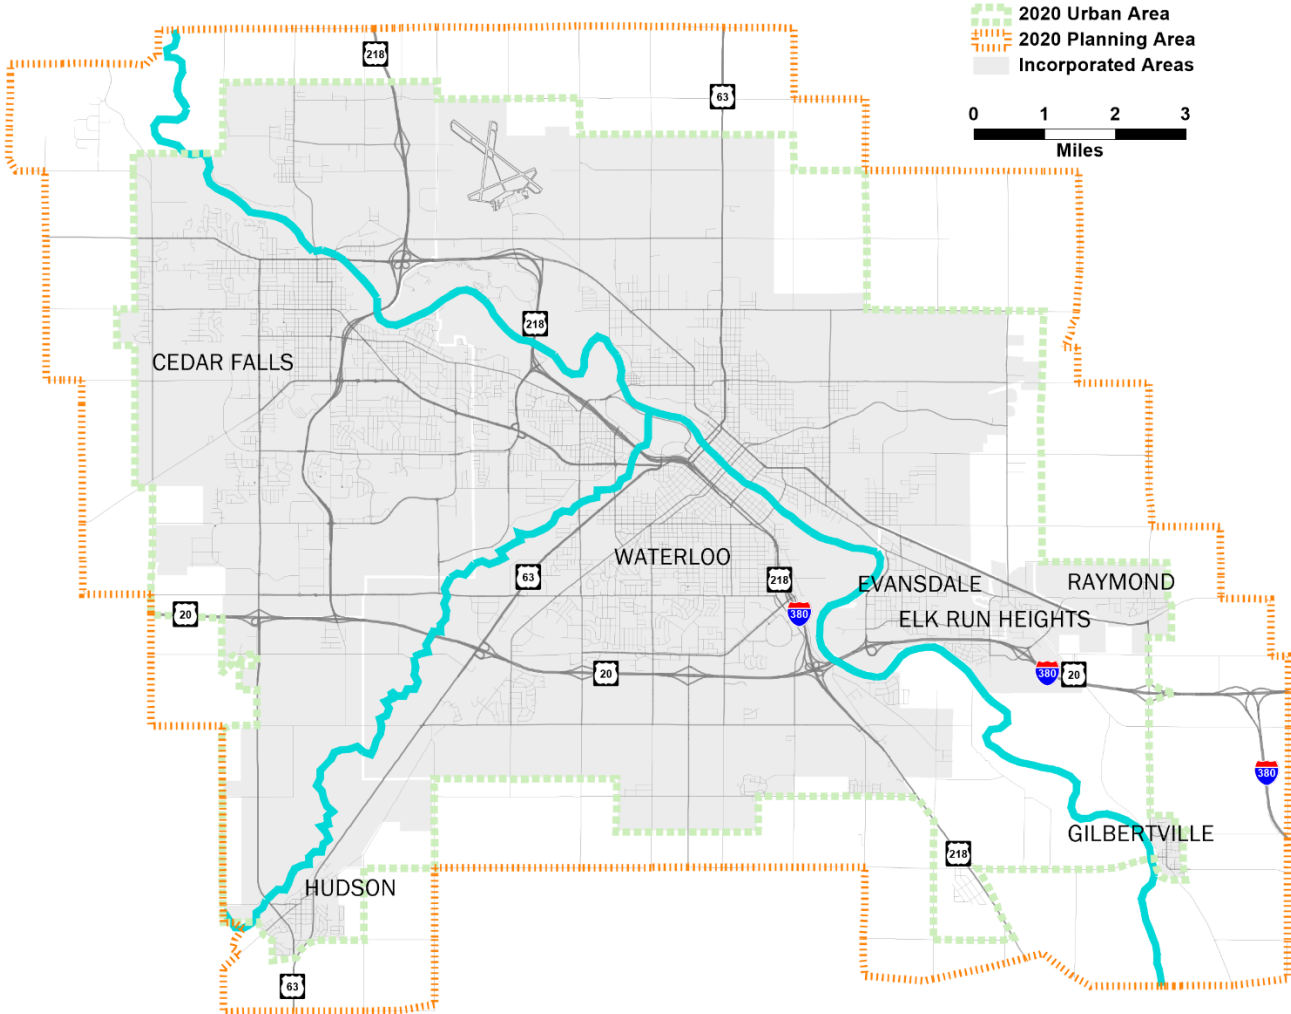 2020 Urban Area
2020 Planning Area
Incorporated Areas
0 1 2 3
Miles
218
63
218
CEDAR FALLS
WATERLOO
63
218
EVANSDALE
RAYMOND
380
20
ELK RUN HEIGHTS
20
380
20
380
GILBERTVILLE
218
HUDSON
63